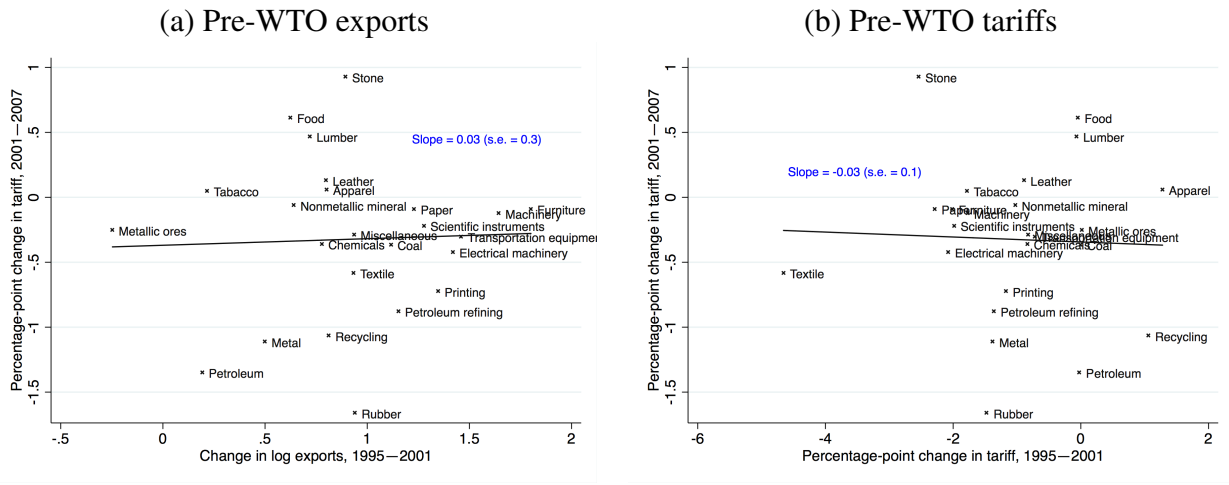 (a) Pre-WTO exports
Percentage-point change in tariff, 2001—2007
1
.5
0
-.5
-1
-1.5
Stone
Food
Lumber
Slope = 0.03 (s.e. = 0.3)
Leather
Tabacco
Apparel
Nonmetallic mineral
Paper
Furniture
Machinery
Metallic ores
Scientific instruments
Miscellaneous
Transportation equipmen
Chemicals
Coal
Electrical machinery
Textile
Printing
Petroleum refining
Recycling
Metal
Petroleum
Rubber
-.5
0
.5
1
1.5
2
Change in log exports, 1995—2001
(b) Pre-WTO tariffs
Percentage-point change in tariff, 2001—2007
1
.5
0
-.5
-1
-1.5
Stone
Food
Lumber
Slope = -0.03 (s.e. = 0.1)
Leather
Tabacco
Apparel
Nonmetallic mineral
Paper
Furniture
Machinery
Scientific instruments
Metallic ores
Miscellaneous
Transportation equipment
Chemicals
Coal
Electrical machinery
Textile
Printing
Petroleum refining
Recycling
Metal
Petroleum
Rubber
-6
-4
-2
0
2
Percentage-point change in tariff, 1995—2001